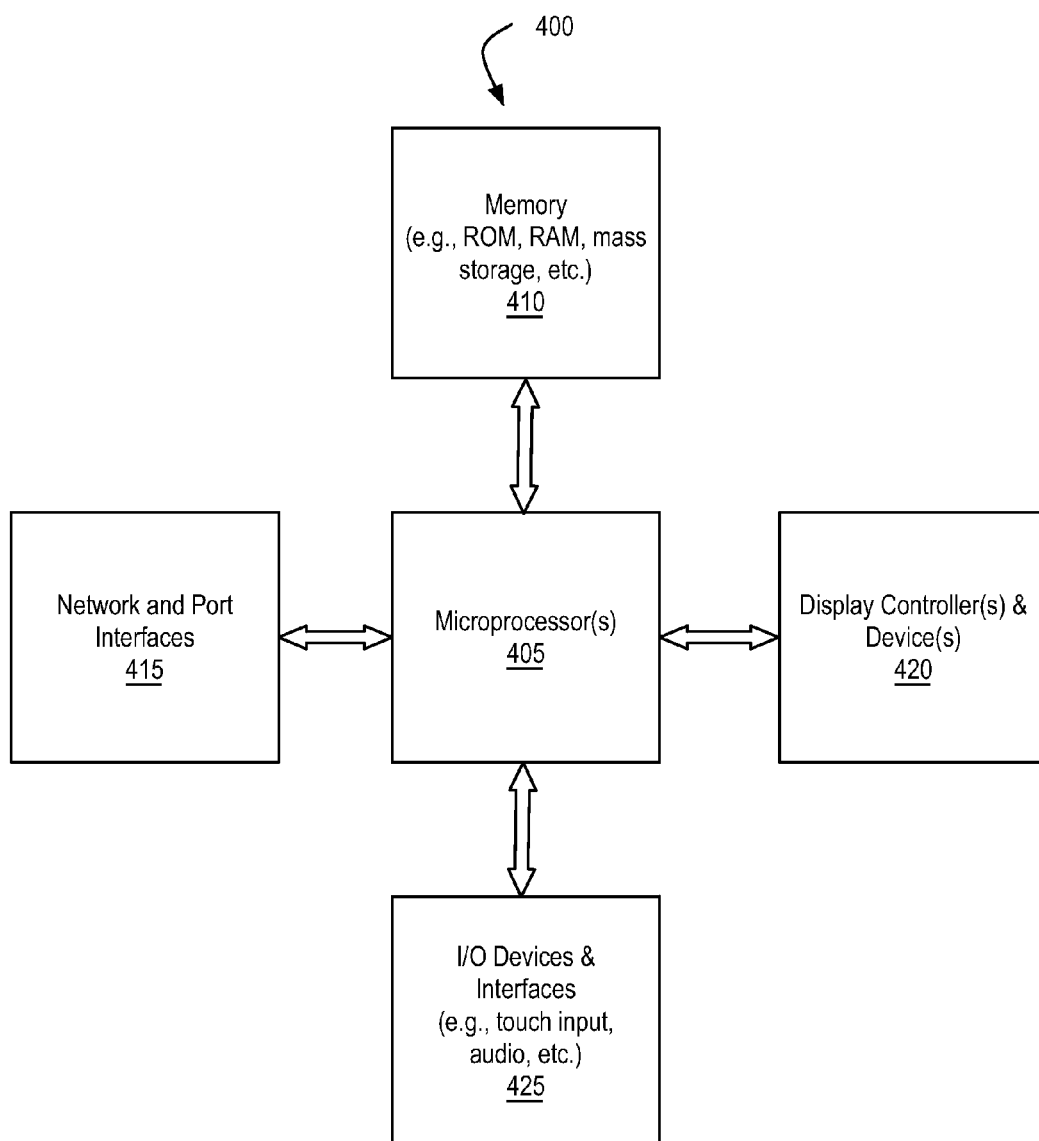 400
Memory
(e.g., ROM, RAM, mass
storage, etc.)
410
Network and Port
Interfaces
415
Microprocessor(s)
405
Display Controller(s) &
Device(s)
420
I/O Devices &
Interfaces
(e.g., touch input,
audio, etc.)
425